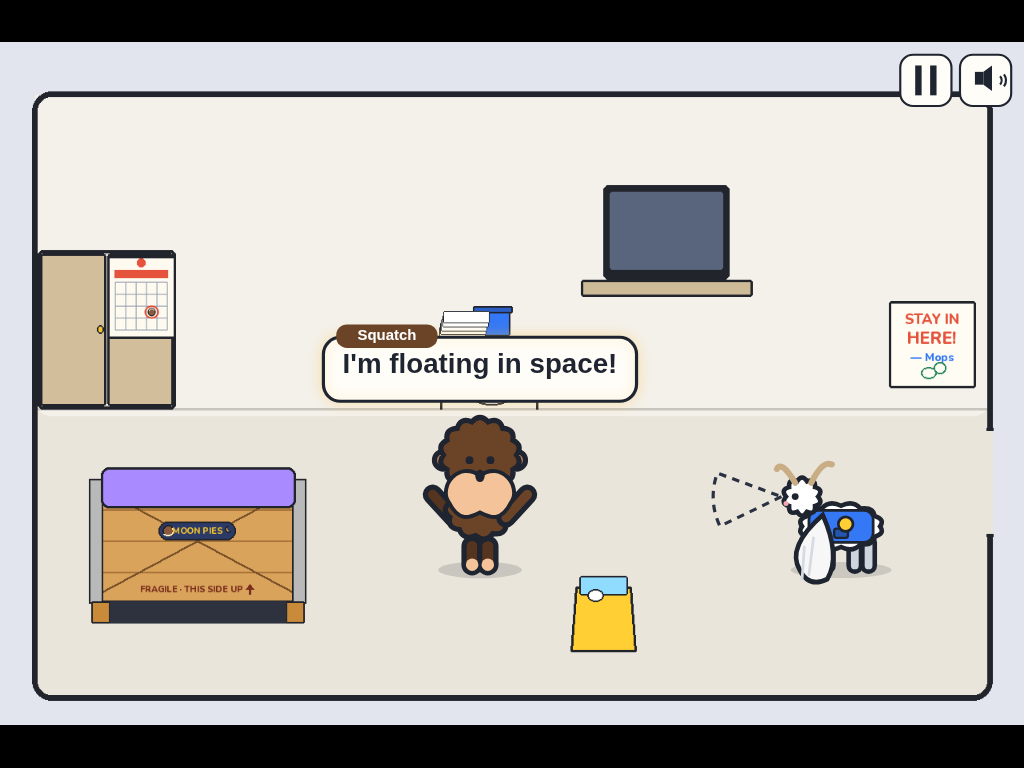 Squatch
I'm floating in space!
STAY IN
HERE!
— Mops
MOON PIES
FRAGILE · THIS SIDE UP